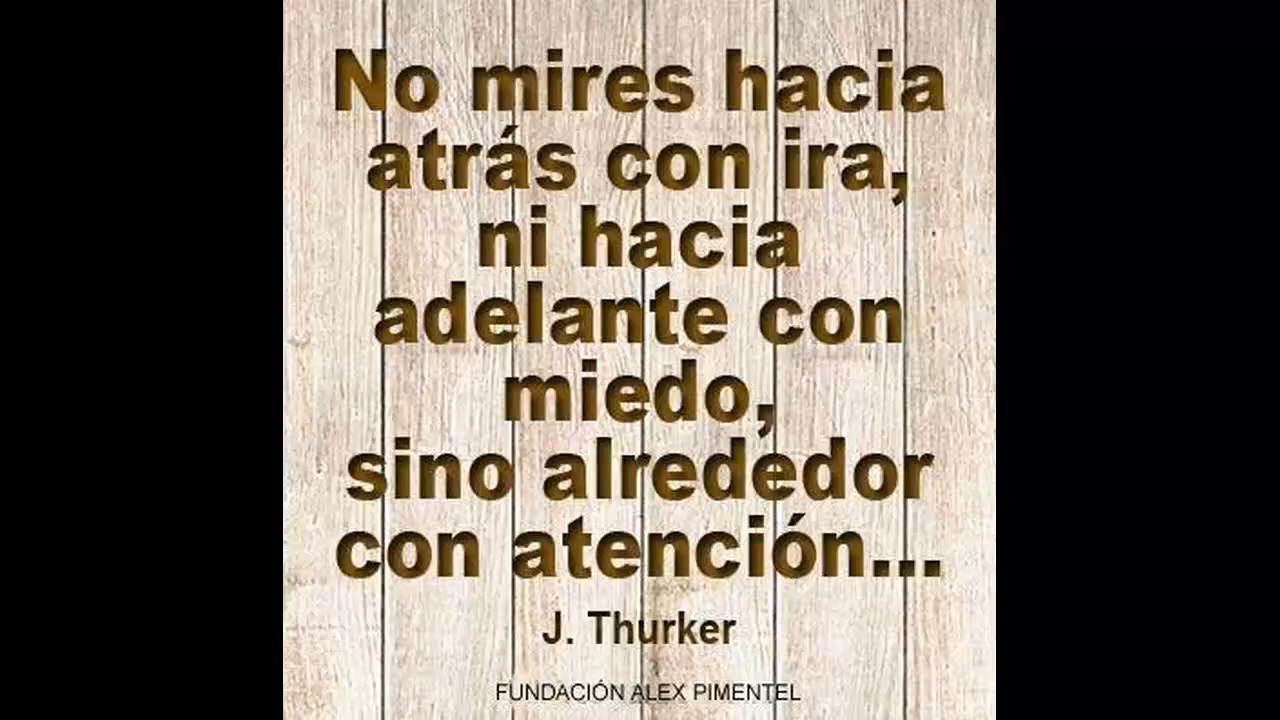 No mires hacia
atrás con ira,
ni hacia
adelante con
miedo,
sino alrededor
con atención...
J. Thurker
FUNDACIÓN ALEX PIMENTEL